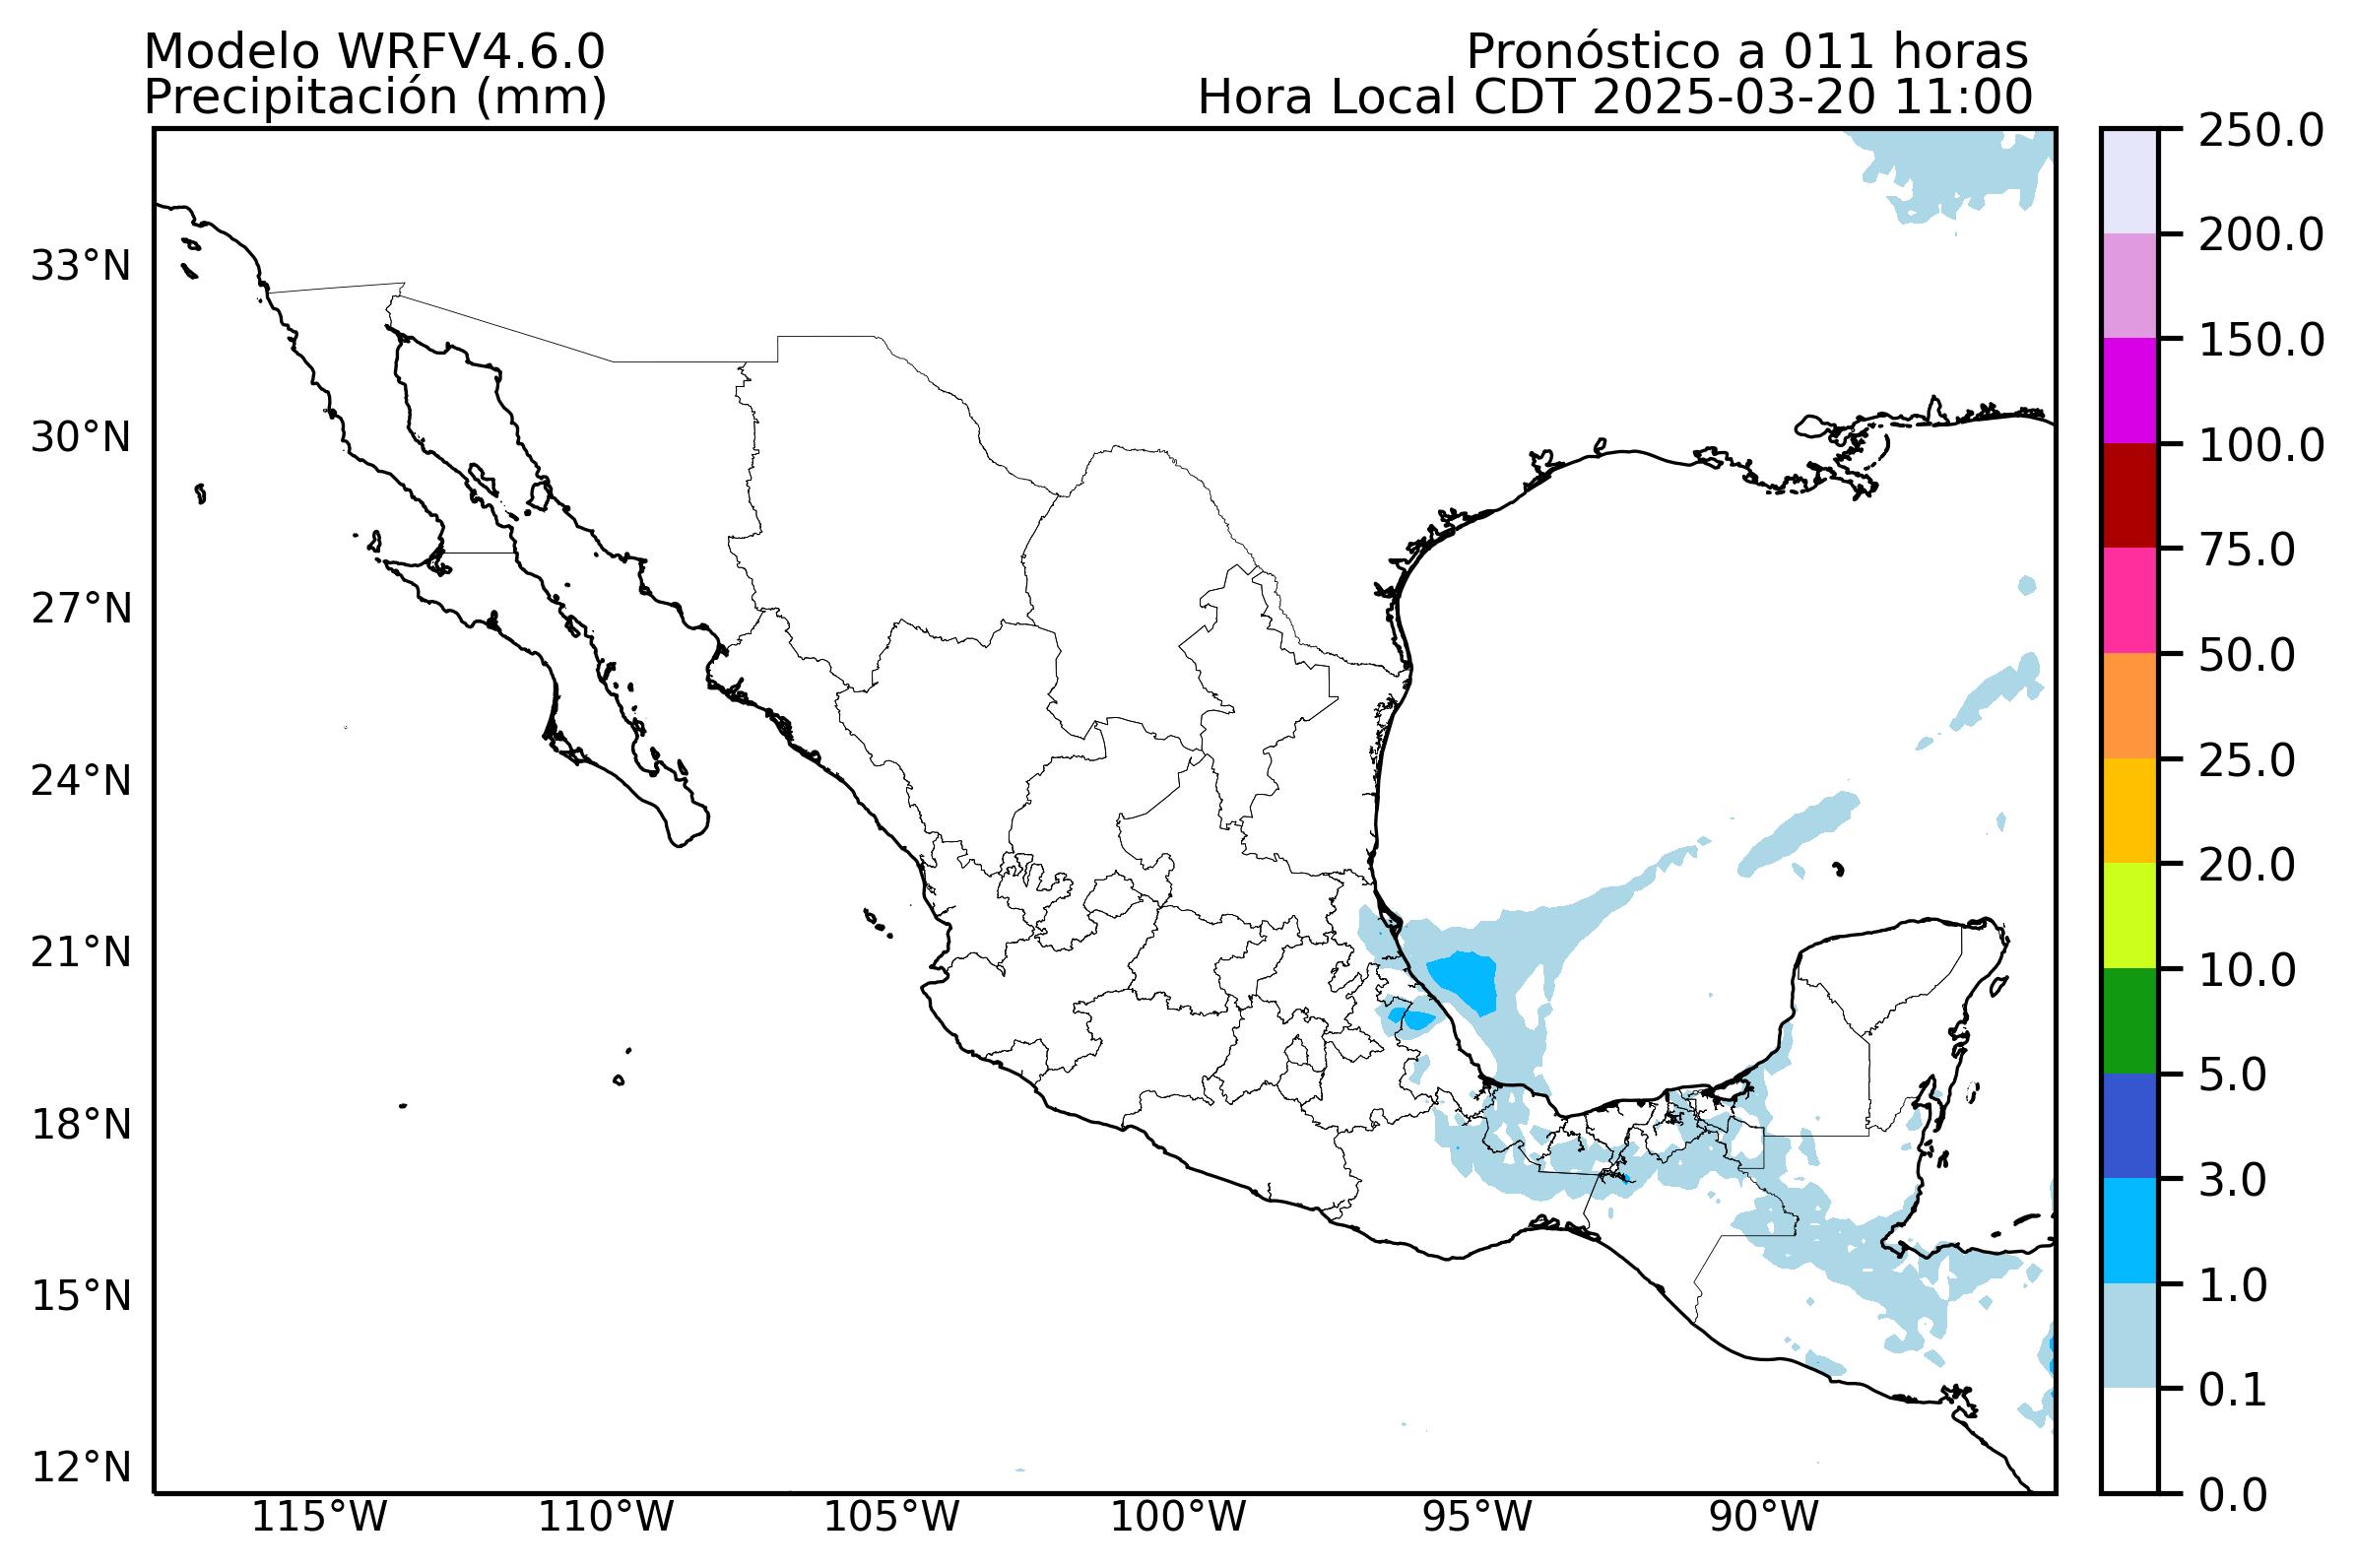 Modelo WRFV4.6.0
Precipitación (mm)
Pronóstico a 011 horas
Hora Local CDT 2025-03-20 11:00
33°N
30°N
27°N
24°N
21°N
18°N
15°N
12°N
115°W
110°W
105°W
100°W
95°W
90°W
250.0
200.0
150.0
100.0
75.0
50.0
25.0
20.0
10.0
5.0
3.0
1.0
0.1
0.0